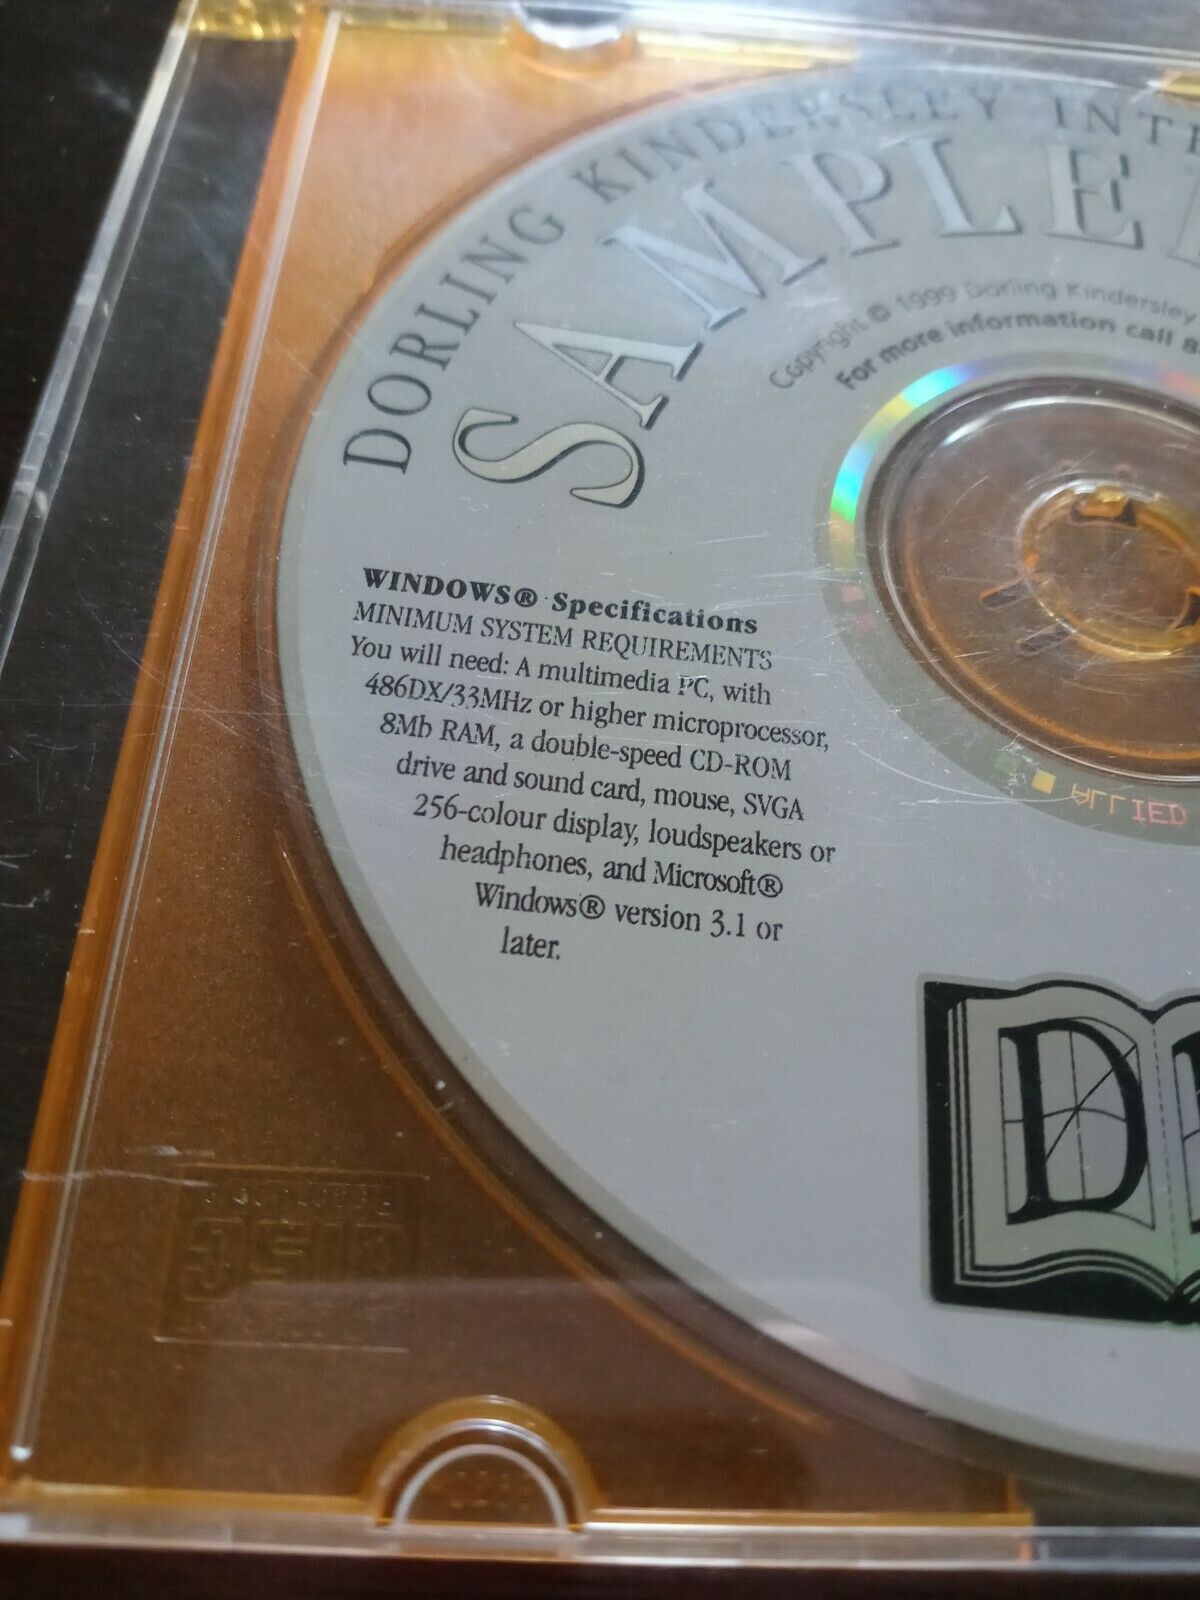 DORLING KINDERSLEY
SAMPLE
Copyright © 1999 Dorling Kindersley
For more information call
WINDOWS® Specifications
MINIMUM SYSTEM REQUIREMENTS
You will need: A multimedia PC, with
486DX/33MHz or higher microprocessor,
8Mb RAM, a double-speed CD-ROM
drive and sound card, mouse, SVGA
256-colour display, loudspeakers or
headphones, and Microsoft®
Windows® version 3.1 or
later.
ALLIED
D